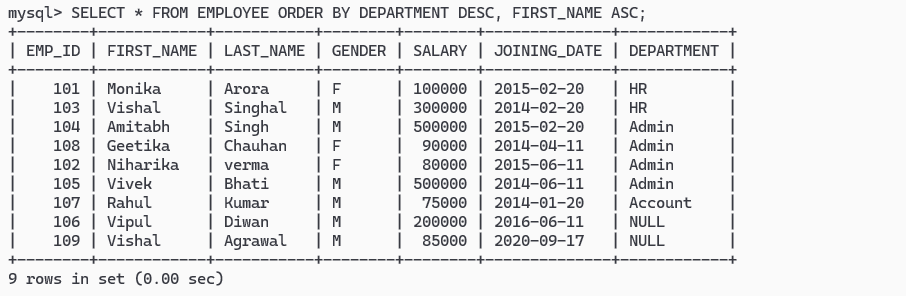 mysql> SELECT * FROM EMPLOYEE ORDER BY DEPARTMENT DESC, FIRST_NAME ASC;
+--------+------------+-----------+--------+--------+--------------+------------+
| EMP_ID | FIRST_NAME | LAST_NAME | GENDER | SALARY | JOINING_DATE | DEPARTMENT |
+--------+------------+-----------+--------+--------+--------------+------------+
|    101 | Monika     | Arora     | F      | 100000 | 2015-02-20   | HR         |
|    103 | Vishal     | Singhal   | M      | 300000 | 2014-02-20   | HR         |
|    104 | Amitabh    | Singh     | M      | 500000 | 2015-02-20   | Admin      |
|    108 | Geetika    | Chauhan   | F      |  90000 | 2014-04-11   | Admin      |
|    102 | Niharika   | verma     | F      |  80000 | 2015-06-11   | Admin      |
|    105 | Vivek      | Bhati     | M      | 500000 | 2014-06-11   | Admin      |
|    107 | Rahul      | Kumar     | M      |  75000 | 2014-01-20   | Account    |
|    106 | Vipul      | Diwan     | M      | 200000 | 2016-06-11   | NULL       |
|    109 | Vishal     | Agrawal   | M      |  85000 | 2020-09-17   | NULL       |
+--------+------------+-----------+--------+--------+--------------+------------+
9 rows in set (0.00 sec)